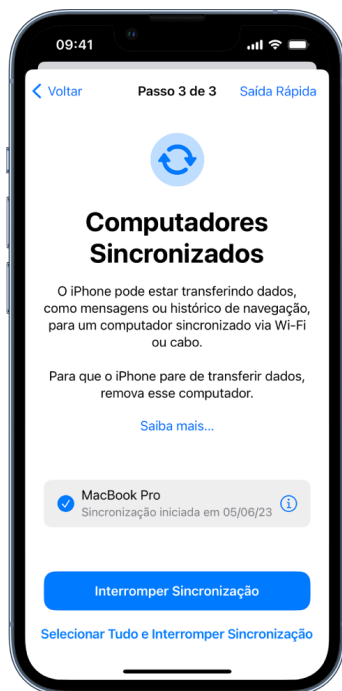 09:41
Voltar Passo 3 de 3 Saída Rápida
Computadores
Sincronizados
O iPhone pode estar transferindo dados,
como mensagens ou histórico de navegação,
para um computador sincronizado via Wi-Fi
ou cabo.
Para que o iPhone pare de transferir dados,
remova esse computador.
Saiba mais...
MacBook Pro
Sincronização iniciada em 05/06/23
Interromper Sincronização
Selecionar Tudo e Interromper Sincronização